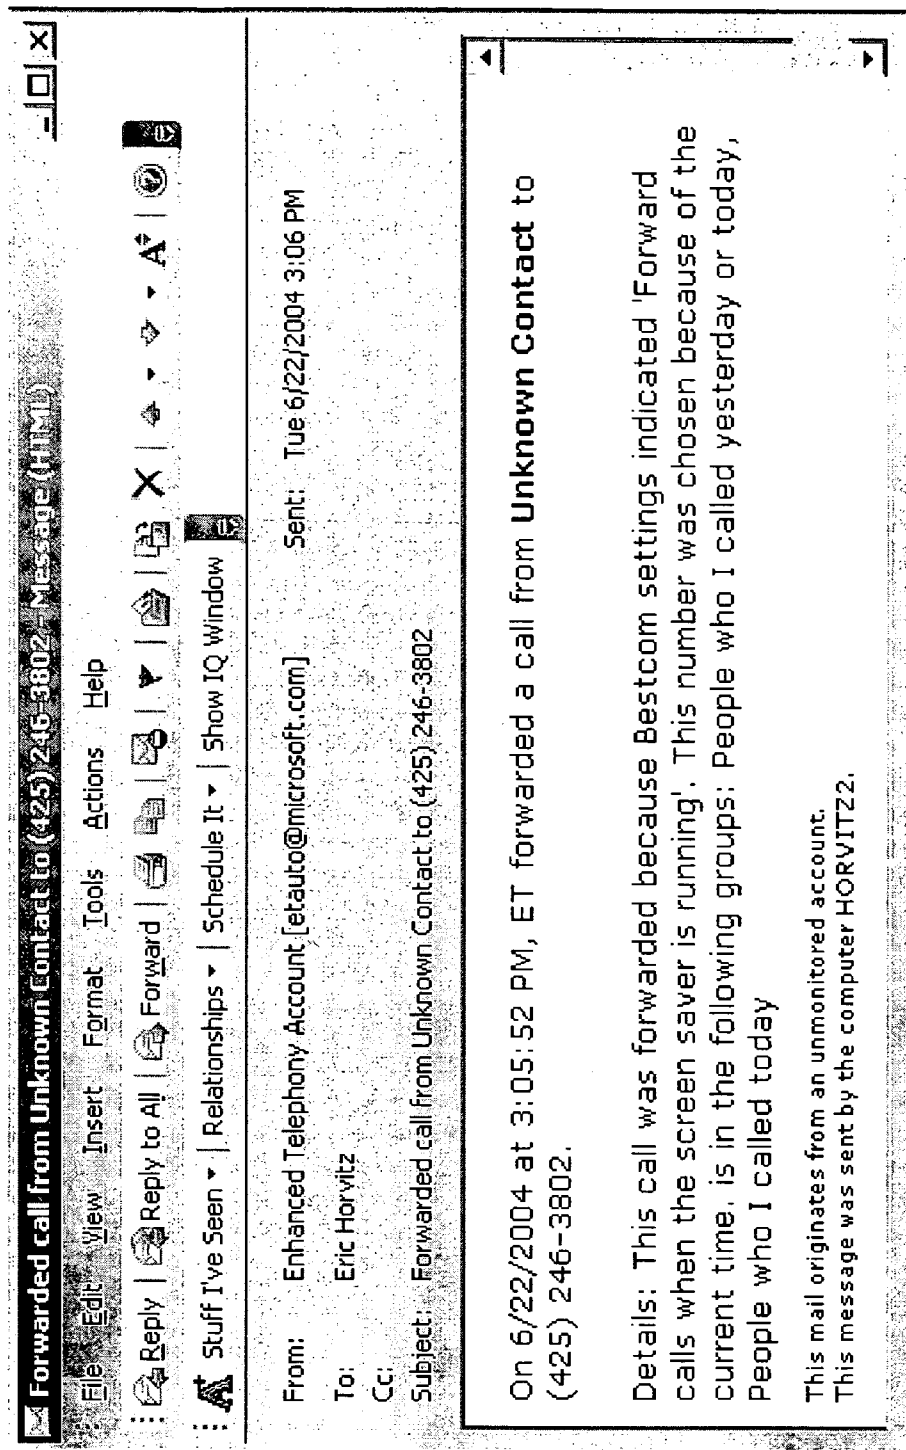 Forwarded call from Unknown Contact to (425) 246-3802 - Message (HTML)
File Edit View Insert Format Tools Actions Help
Reply Reply to All Forward
Stuff I've Seen Relationships Schedule It Show IQ Window
From: Enhanced Telephony Account [etauto@microsoft.com] Sent: Tue 6/22/2004 3:06 PM
To: Eric Horvitz
Cc:
Subject: Forwarded call from Unknown Contact to (425) 246-3802
On 6/22/2004 at 3:05:52 PM, ET forwarded a call from Unknown Contact to
(425) 246-3802.
Details: This call was forwarded because Bestcom settings indicated 'Forward
calls when the screen saver is running'. This number was chosen because of the
current time. is in the following groups: People who I called yesterday or today,
People who I called today
This mail originates from an unmonitored account.
This message was sent by the computer HORVITZ2.